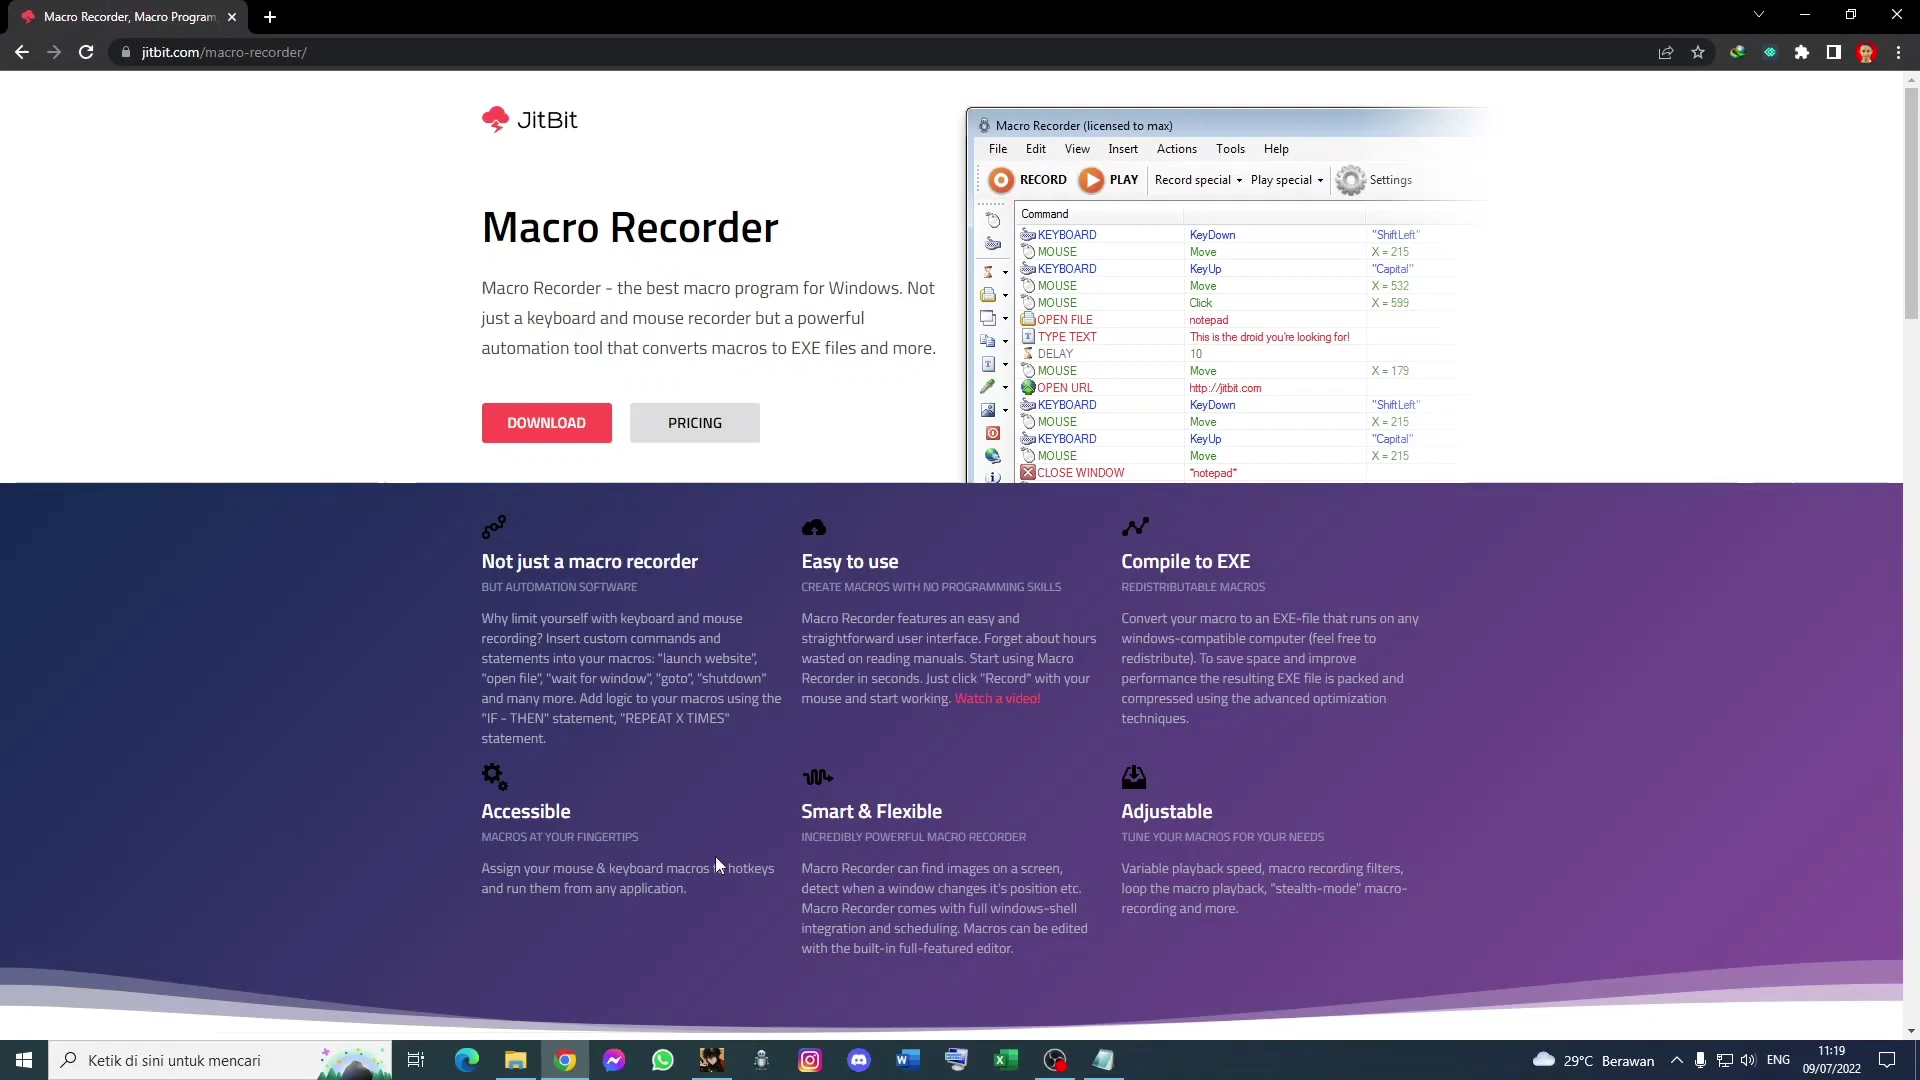 Macro Recorder, Macro Program
jitbit.com/macro-recorder/
JitBit
Macro Recorder
Macro Recorder - the best macro program for Windows. Not
just a keyboard and mouse recorder but a powerful
automation tool that converts macros to EXE files and more.
DOWNLOAD
PRICING
Macro Recorder (licensed to max)
File Edit View Insert Actions Tools Help
RECORD PLAY Record special Play special Settings
Command
KEYBOARD KeyDown "ShiftLeft"
MOUSE Move X = 215
KEYBOARD KeyUp "Capital"
MOUSE Move X = 532
MOUSE Click X = 599
OPEN FILE notepad
TYPE TEXT This is the droid you're looking for!
DELAY 10
MOUSE Move X = 179
OPEN URL http://jitbit.com
KEYBOARD KeyDown "ShiftLeft"
MOUSE Move X = 215
KEYBOARD KeyUp "Capital"
MOUSE Move X = 215
CLOSE WINDOW *notepad*
Not just a macro recorder
BUT AUTOMATION SOFTWARE
Why limit yourself with keyboard and mouse
recording? Insert custom commands and
statements into your macros: "launch website",
"open file", "wait for window", "goto", "shutdown"
and many more. Add logic to your macros using the
"IF - THEN" statement, "REPEAT X TIMES"
statement.
Easy to use
CREATE MACROS WITH NO PROGRAMMING SKILLS
Macro Recorder features an easy and
straightforward user interface. Forget about hours
wasted on reading manuals. Start using Macro
Recorder in seconds. Just click "Record" with your
mouse and start working. Watch a video!
Compile to EXE
REDISTRIBUTABLE MACROS
Convert your macro to an EXE-file that runs on any
windows-compatible computer (feel free to
redistribute). To save space and improve
performance the resulting EXE file is packed and
compressed using the advanced optimization
techniques.
Accessible
MACROS AT YOUR FINGERTIPS
Assign your mouse & keyboard macros hotkeys
and run them from any application.
Smart & Flexible
INCREDIBLY POWERFUL MACRO RECORDER
Macro Recorder can find images on a screen,
detect when a window changes it's position etc.
Macro Recorder comes with full windows-shell
integration and scheduling. Macros can be edited
with the built-in full-featured editor.
Adjustable
TUNE YOUR MACROS FOR YOUR NEEDS
Variable playback speed, macro recording filters,
loop the macro playback, "stealth-mode" macro-
recording and more.
Ketik di sini untuk mencari
29°C Berawan
ENG
11:19
09/07/2022